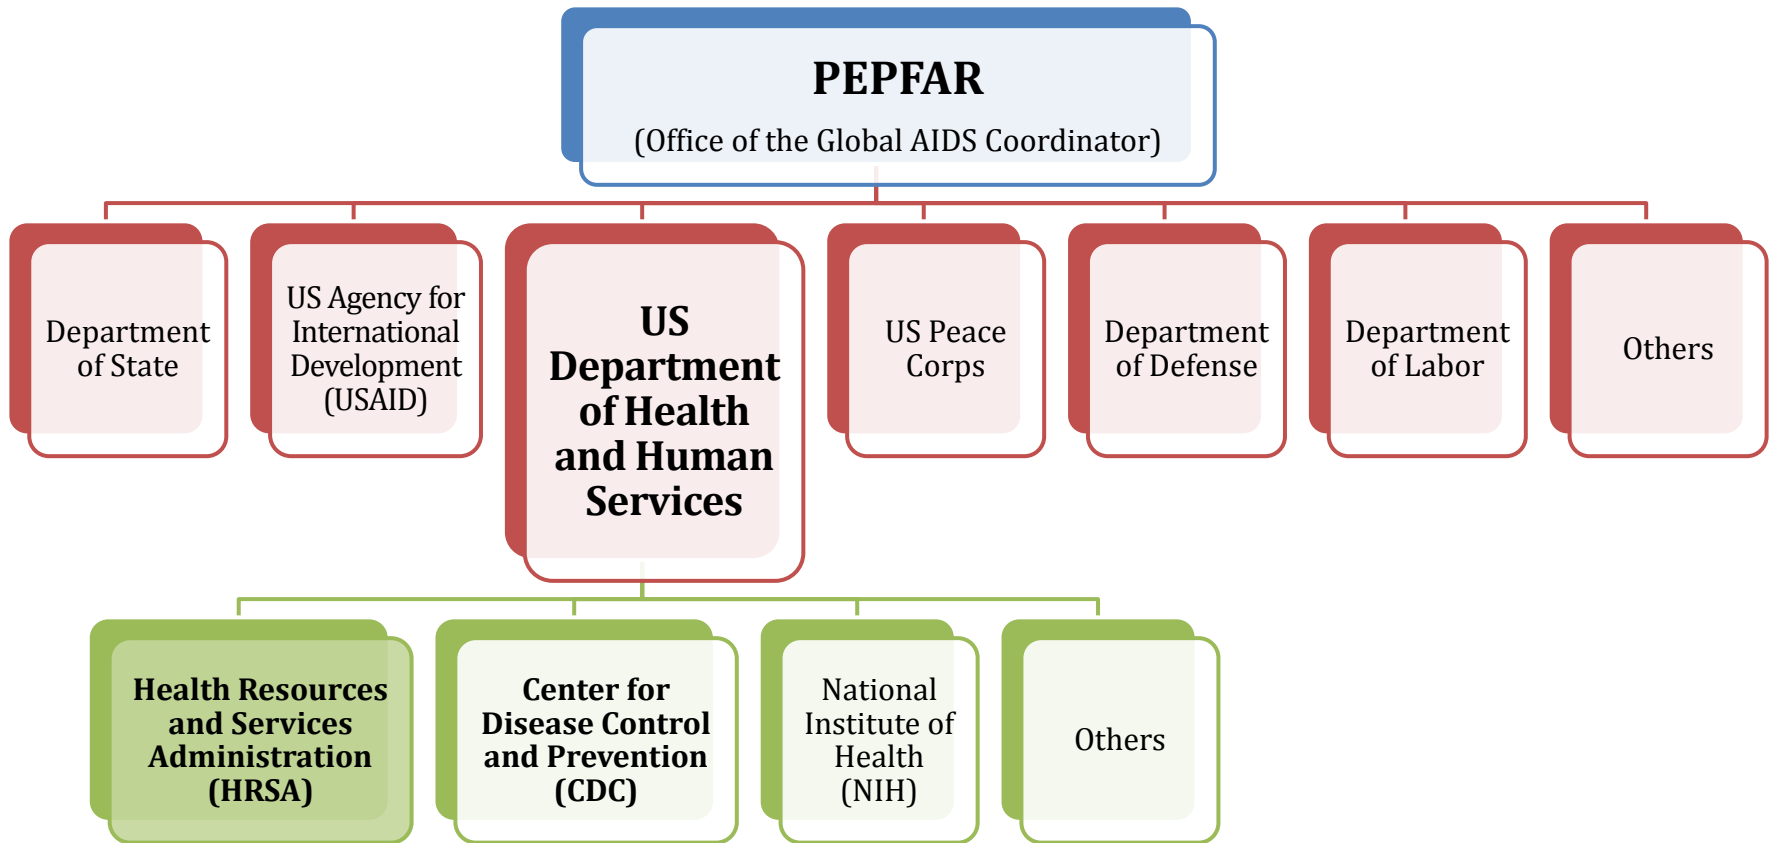 PEPFAR
(Office of the Global AIDS Coordinator)
Department
of State
US Agency for
International
Development
(USAID)
US
Department
of Health
and Human
Services
US Peace
Corps
Department
of Defense
Department
of Labor
Others
Health Resources
and Services
Administration
(HRSA)
Center for
Disease Control
and Prevention
(CDC)
National
Institute of
Health
(NIH)
Others